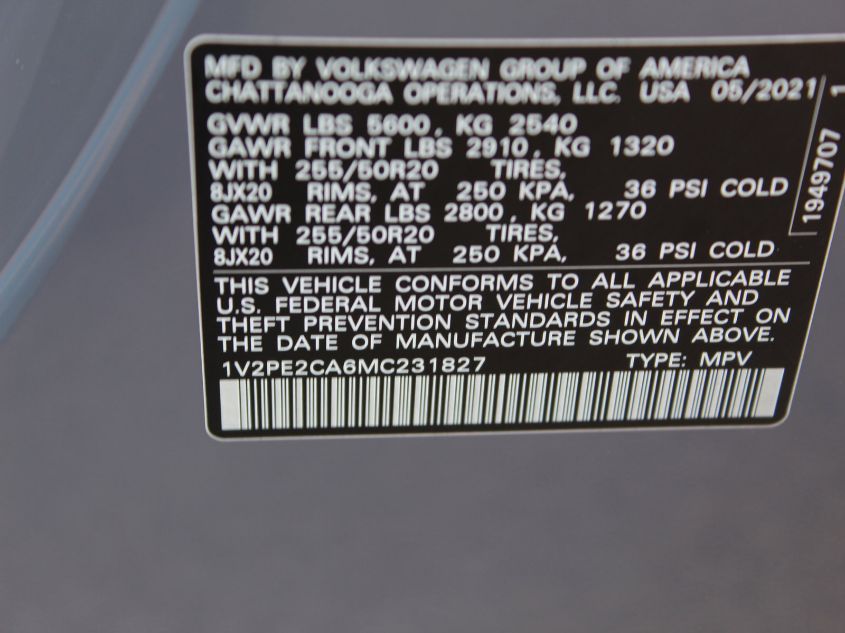 MFD BY VOLKSWAGEN GROUP OF AMERICA
CHATTANOOGA OPERATIONS, LLC. USA 05/2021
GVWR LBS 5600, KG 2540
GAWR FRONT LBS 2910, KG 1320
WITH 255/50R20 TIRES,
8JX20 RIMS, AT 250 KPA, 36 PSI COLD
GAWR REAR LBS 2800, KG 1270
WITH 255/50R20 TIRES,
8JX20 RIMS, AT 250 KPA, 36 PSI COLD
THIS VEHICLE CONFORMS TO ALL APPLICABLE
U.S. FEDERAL MOTOR VEHICLE SAFETY AND
THEFT PREVENTION STANDARDS IN EFFECT ON
THE DATE OF MANUFACTURE SHOWN ABOVE.
1V2PE2CA6MC231827 TYPE: MPV
1949707 1